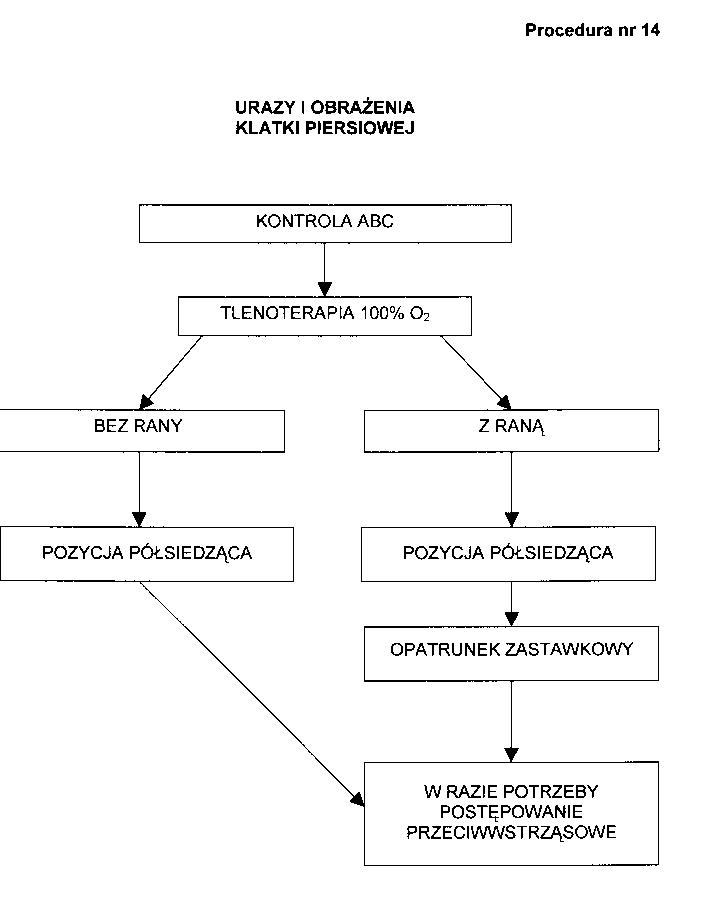 Procedura nr 14
URAZY I OBRAŻENIA
KLATKI PIERSIOWEJ
KONTROLA ABC
TLENOTERAPIA 100% O₂
BEZ RANY
Z RANĄ
POZYCJA PÓŁSIEDZĄCA
POZYCJA PÓŁSIEDZĄCA
OPATRUNEK ZASTAWKOWY
W RAZIE POTRZEBY
POSTĘPOWANIE
PRZECIWWSTRZĄSOWE